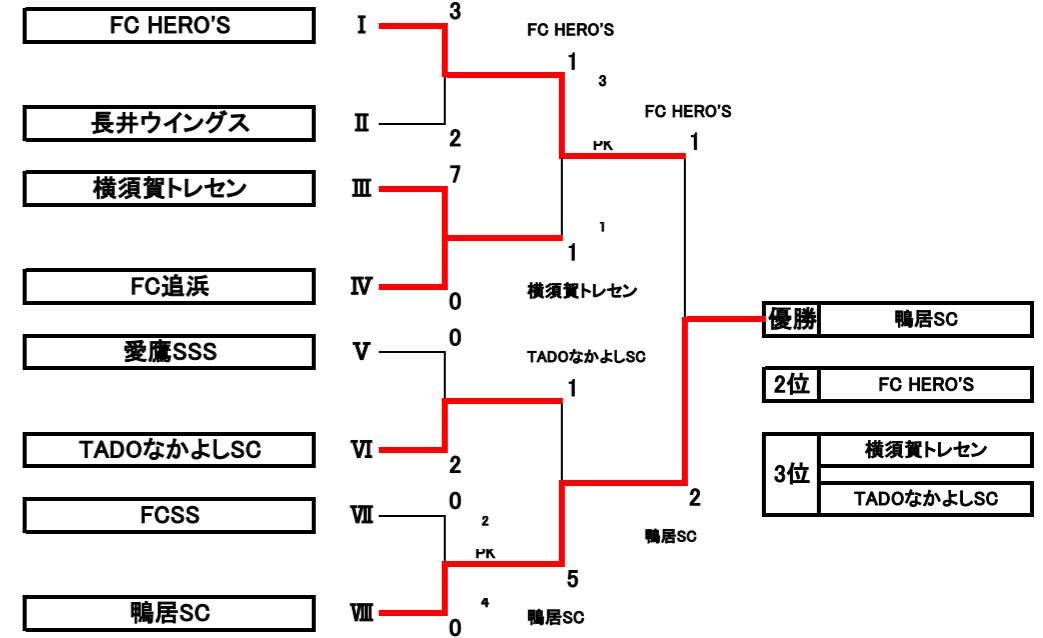 FC HERO'S Ⅰ 3
FC HERO'S
1
3
長井ウイングス Ⅱ 2
FC HERO'S
1
PK
横須賀トレセン Ⅲ 7
1
1
横須賀トレセン
FC追浜 Ⅳ 0
優勝 鴨居SC
愛鷹SSS Ⅴ 0
TADOなかよしSC
1
2位 FC HERO'S
TADOなかよしSC Ⅵ 2
3位 横須賀トレセン
TADOなかよしSC
FCSS Ⅶ 0
2
2
鴨居SC
PK
5
鴨居SC Ⅷ 0
4
鴨居SC